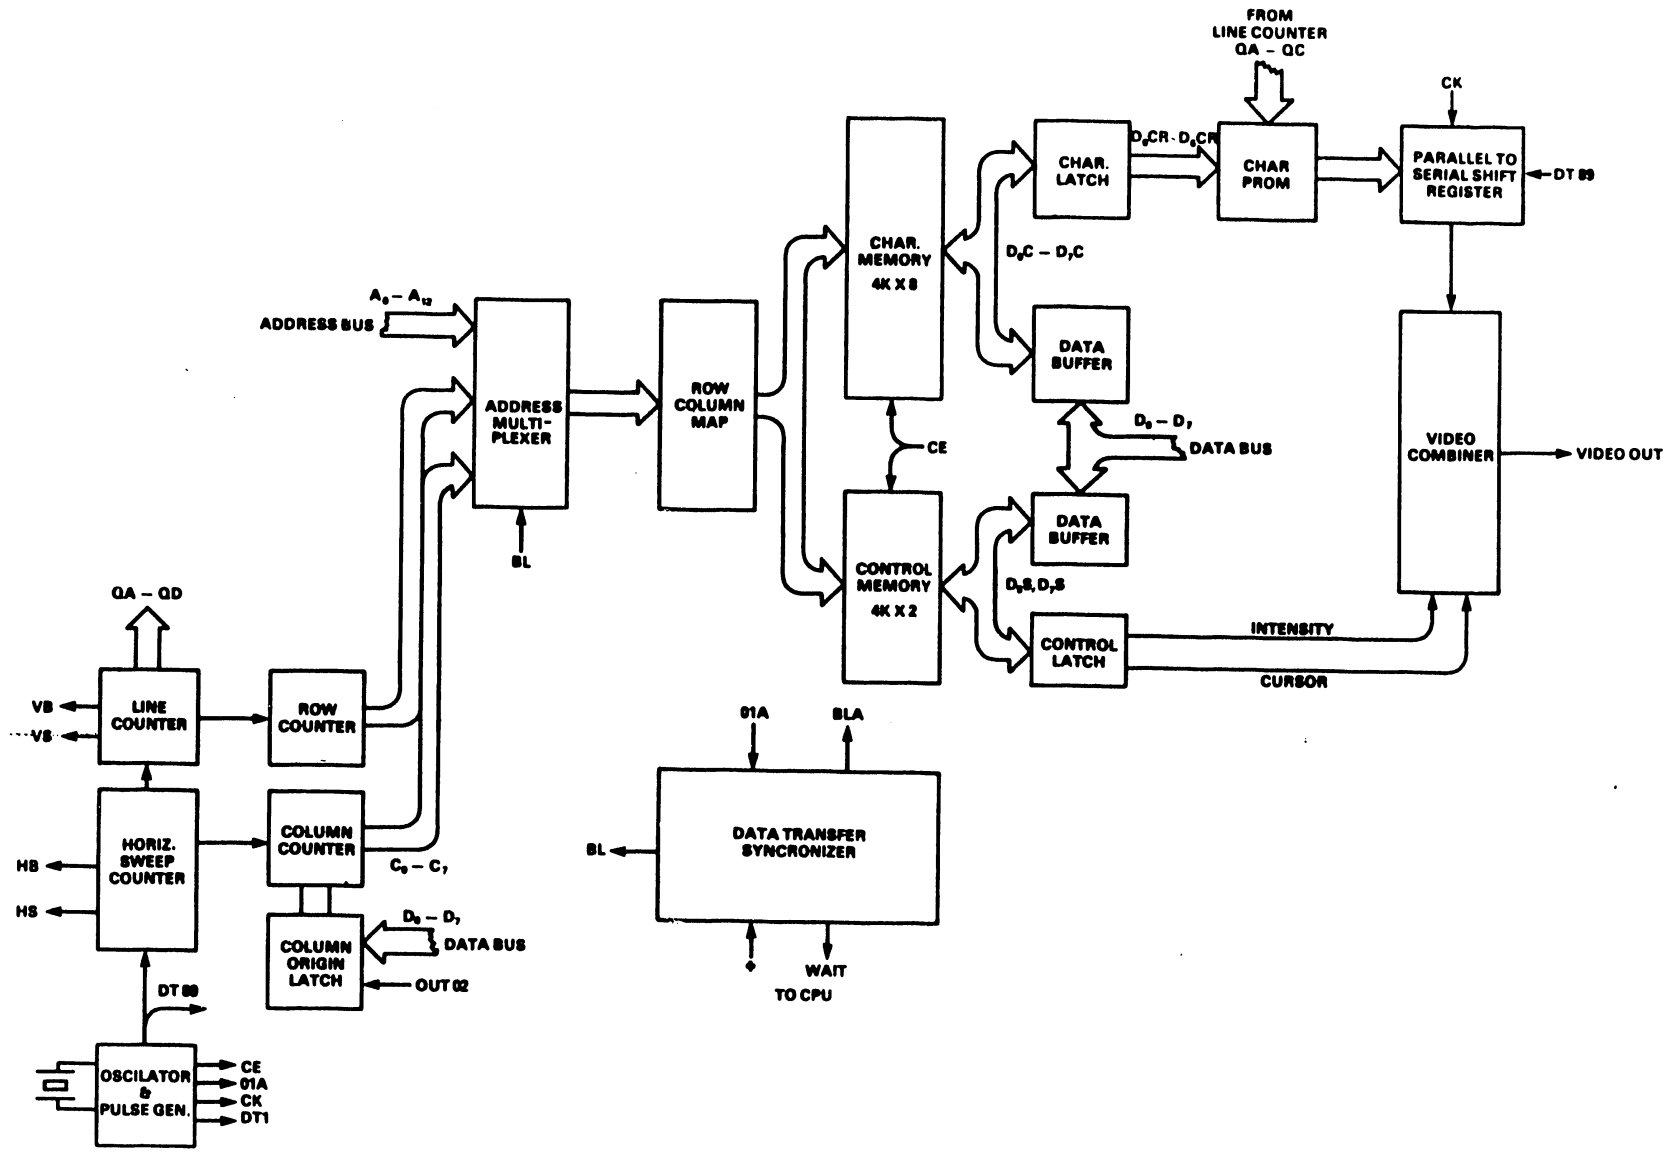 FROM
LINE COUNTER
QA – QC
CK
D₀CR - D₆CR
CHAR.
LATCH
CHAR
PROM
PARALLEL TO
SERIAL SHIFT
REGISTER
DT 89
CHAR.
MEMORY
4K X 8
D₀C – D₇C
A₀ – A₁₂
ADDRESS BUS
ADDRESS
MULTI-
PLEXER
BL
ROW
COLUMN
MAP
DATA
BUFFER
D₀ – D₇
DATA BUS
CE
VIDEO
COMBINER
VIDEO OUT
DATA
BUFFER
CONTROL
MEMORY
4K X 2
D₀S, D₇S
CONTROL
LATCH
INTENSITY
CURSOR
QA – QD
VB
VS
LINE
COUNTER
ROW
COUNTER
HORIZ.
SWEEP
COUNTER
HB
HS
COLUMN
COUNTER
C₀ – C₇
COLUMN
ORIGIN
LATCH
D₀ – D₇
DATA BUS
OUT 02
01A
BLA
DATA TRANSFER
SYNCRONIZER
BL
WAIT
TO CPU
OSCILATOR
&
PULSE GEN.
CE
01A
CK
DT1